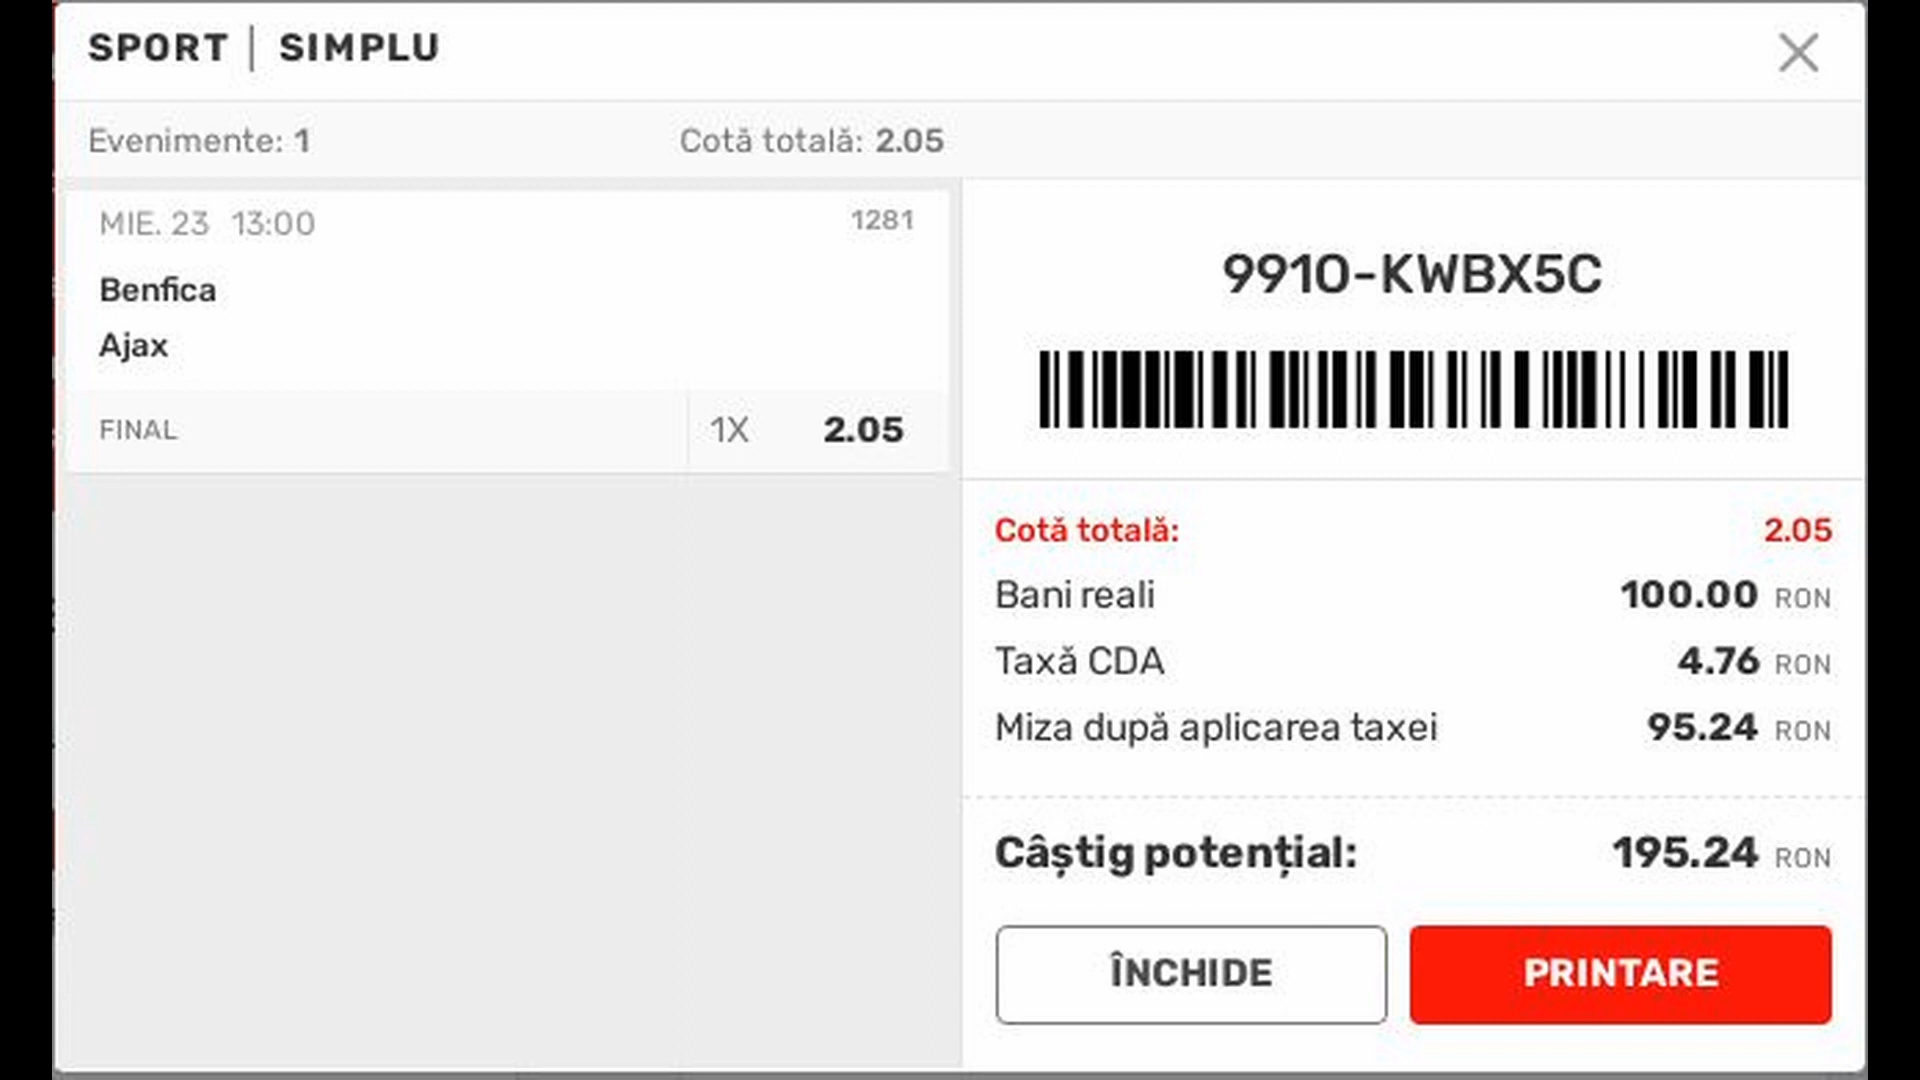 SPORT | SIMPLU
Evenimente: 1 Cotă totală: 2.05
MIE. 23 13:00 1281
Benfica
Ajax
FINAL 1X 2.05
9910-KWBX5C
Cotă totală: 2.05
Bani reali 100.00 RON
Taxă CDA 4.76 RON
Miza după aplicarea taxei 95.24 RON
Câștig potențial: 195.24 RON
ÎNCHIDE PRINTARE